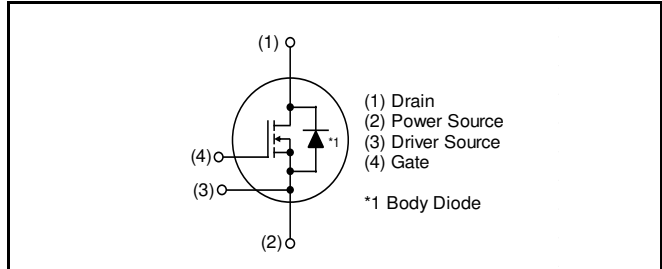 (1)
(1) Drain
(2) Power Source
(3) Driver Source
(4) Gate
*1
(4)
(3)
*1 Body Diode
(2)